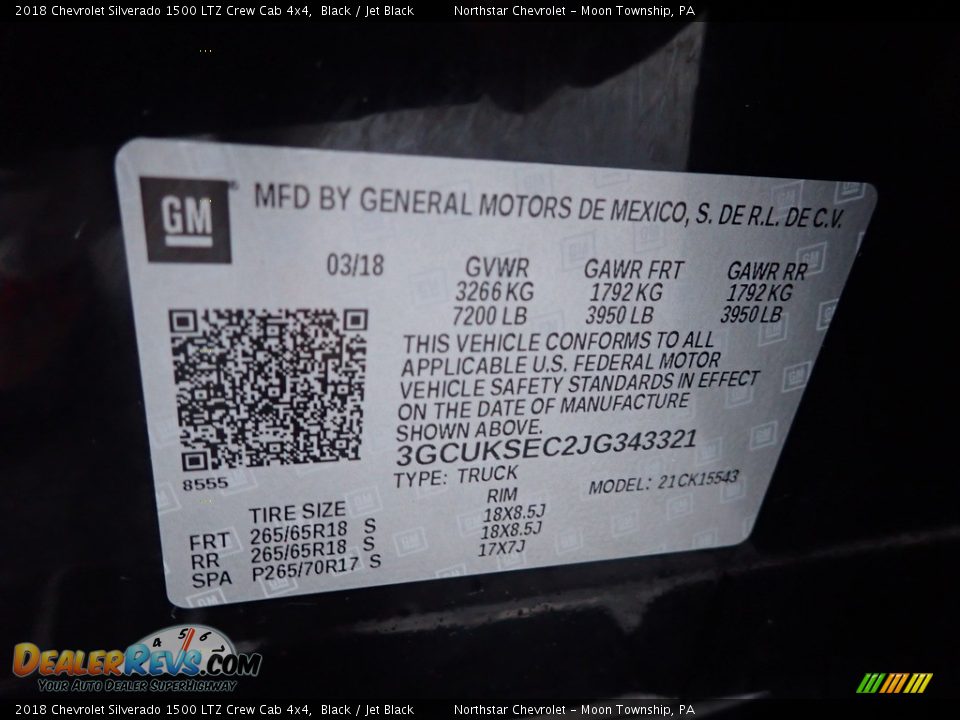 2018 Chevrolet Silverado 1500 LTZ Crew Cab 4x4, Black / Jet Black Northstar Chevrolet - Moon Township, PA
GM MFD BY GENERAL MOTORS DE MEXICO, S. DE R.L. DE C.V.
03/18 GVWR GAWR FRT GAWR RR
3266 KG 1792 KG 1792 KG
7200 LB 3950 LB 3950 LB
THIS VEHICLE CONFORMS TO ALL
APPLICABLE U.S. FEDERAL MOTOR
VEHICLE SAFETY STANDARDS IN EFFECT
ON THE DATE OF MANUFACTURE
SHOWN ABOVE.
3GCUKSEC2JG343321
8555 TYPE: TRUCK MODEL: 21CK15543
TIRE SIZE RIM
FRT 265/65R18 S 18X8.5J
RR 265/65R18 S 18X8.5J
SPA P265/70R17 S 17X7J
4 5 6
DEALERREVS.COM
YOUR AUTO DEALER SUPERHIGHWAY
2018 Chevrolet Silverado 1500 LTZ Crew Cab 4x4, Black / Jet Black Northstar Chevrolet - Moon Township, PA